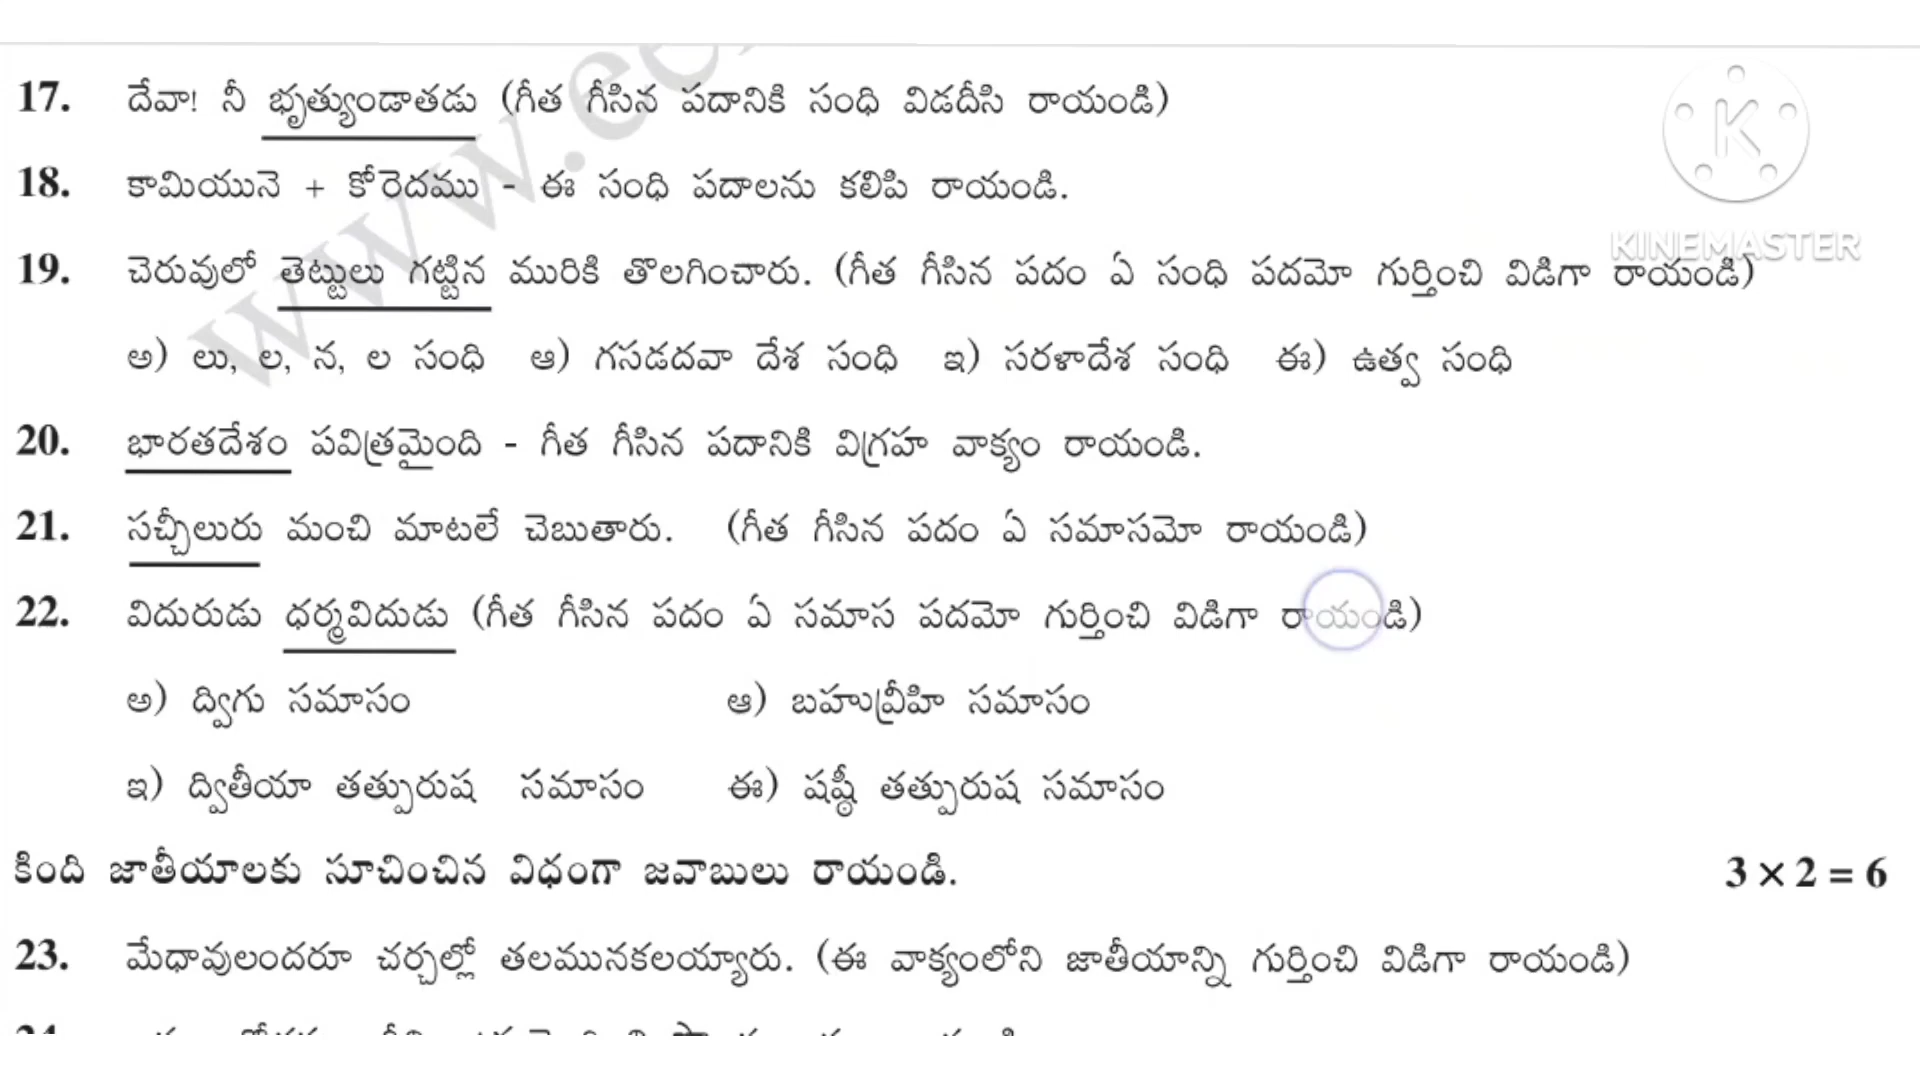 17. దేవా! నీ భృత్యుండాతడు (గీత గీసిన పదానికి సంధి విడదీసి రాయండి)
18. కామియునె + కోరెదము - ఈ సంధి పదాలను కలిపి రాయండి.
KINEMASTER
19. చెరువులో తెట్టులు గట్టిన మురికి తొలగించారు. (గీత గీసిన పదం ఏ సంధి పదమో గుర్తించి విడిగా రాయండి)
అ) లు, ల, న, ల సంధి ఆ) గసడదవా దేశ సంధి ఇ) సరళాదేశ సంధి ఈ) ఉత్వ సంధి
20. భారతదేశం పవిత్రమైంది - గీత గీసిన పదానికి విగ్రహ వాక్యం రాయండి.
21. సచ్చీలురు మంచి మాటలే చెబుతారు. (గీత గీసిన పదం ఏ సమాసమో రాయండి)
22. విదురుడు ధర్మవిదుడు (గీత గీసిన పదం ఏ సమాస పదమో గుర్తించి విడిగా రాయండి)
అ) ద్విగు సమాసం ఆ) బహువ్రీహి సమాసం
ఇ) ద్వితీయా తత్పురుష సమాసం ఈ) షష్ఠీ తత్పురుష సమాసం
కింది జాతీయాలకు సూచించిన విధంగా జవాబులు రాయండి. 3 × 2 = 6
23. మేధావులందరూ చర్చల్లో తలమునకలయ్యారు. (ఈ వాక్యంలోని జాతీయాన్ని గుర్తించి విడిగా రాయండి)